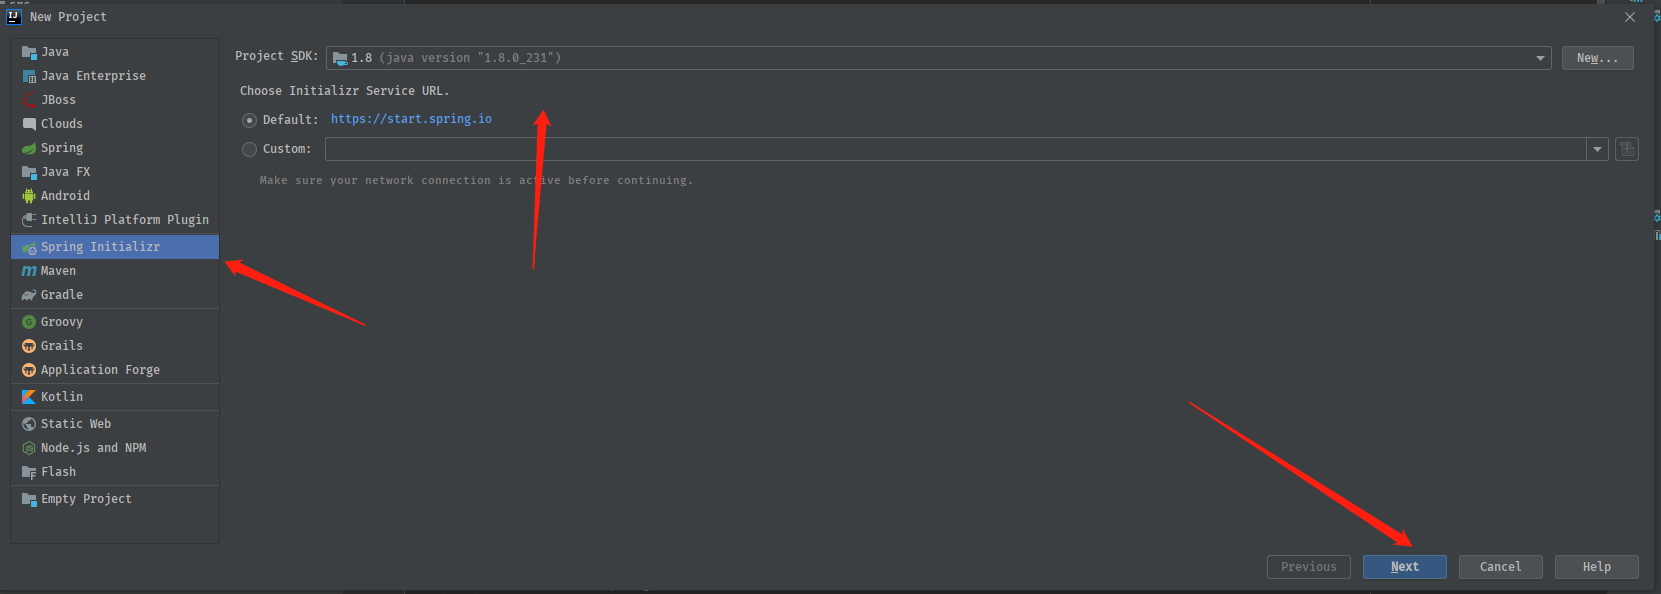 New Project
Java
Java Enterprise
JBoss
Clouds
Spring
Java FX
Android
IntelliJ Platform Plugin
Spring Initializr
Maven
Gradle
Groovy
Grails
Application Forge
Kotlin
Static Web
Node.js and NPM
Flash
Empty Project
Project SDK: 1.8 (java version "1.8.0_231") New...
Choose Initializr Service URL.
Default: https://start.spring.io
Custom:
Make sure your network connection is active before continuing.
Previous Next Cancel Help